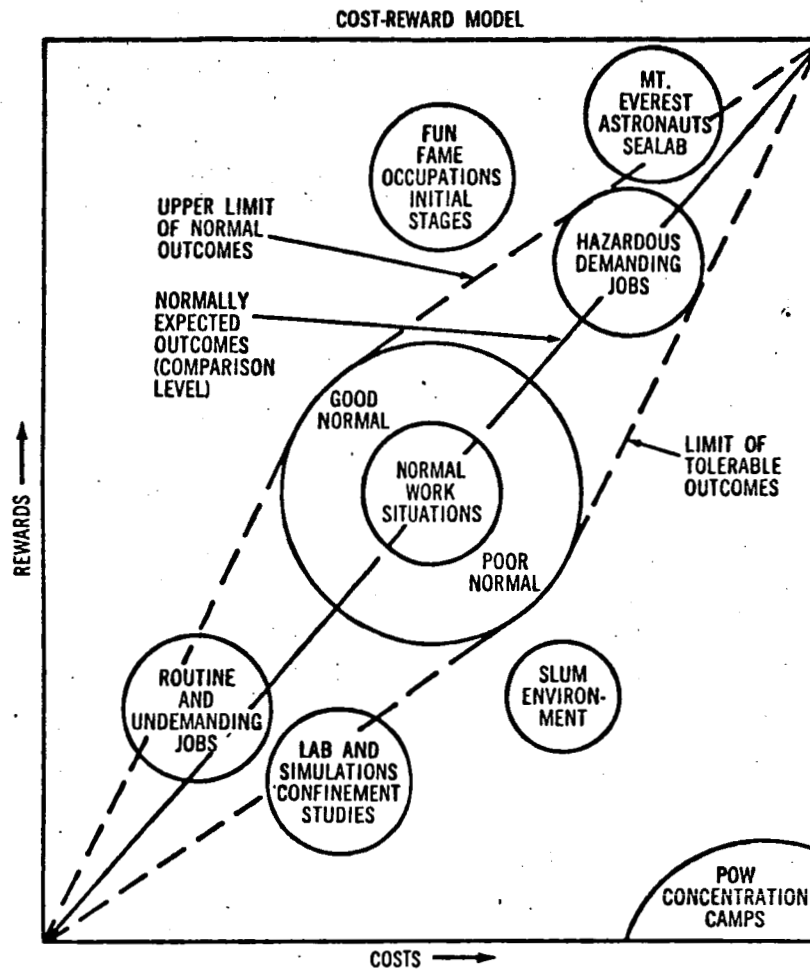 COST-REWARD MODEL
MT.
EVEREST
ASTRONAUTS
SEALAB
FUN
FAME
OCCUPATIONS
INITIAL
STAGES
UPPER LIMIT
OF NORMAL
OUTCOMES
HAZARDOUS
DEMANDING
JOBS
NORMALLY
EXPECTED
OUTCOMES
(COMPARISON
LEVEL)
GOOD
NORMAL
LIMIT OF
TOLERABLE
OUTCOMES
NORMAL
WORK
SITUATIONS
REWARDS
POOR
NORMAL
ROUTINE
AND
UNDEMANDING
JOBS
SLUM
ENVIRON-
MENT
LAB AND
SIMULATIONS
CONFINEMENT
STUDIES
POW
CONCENTRATION
CAMPS
COSTS